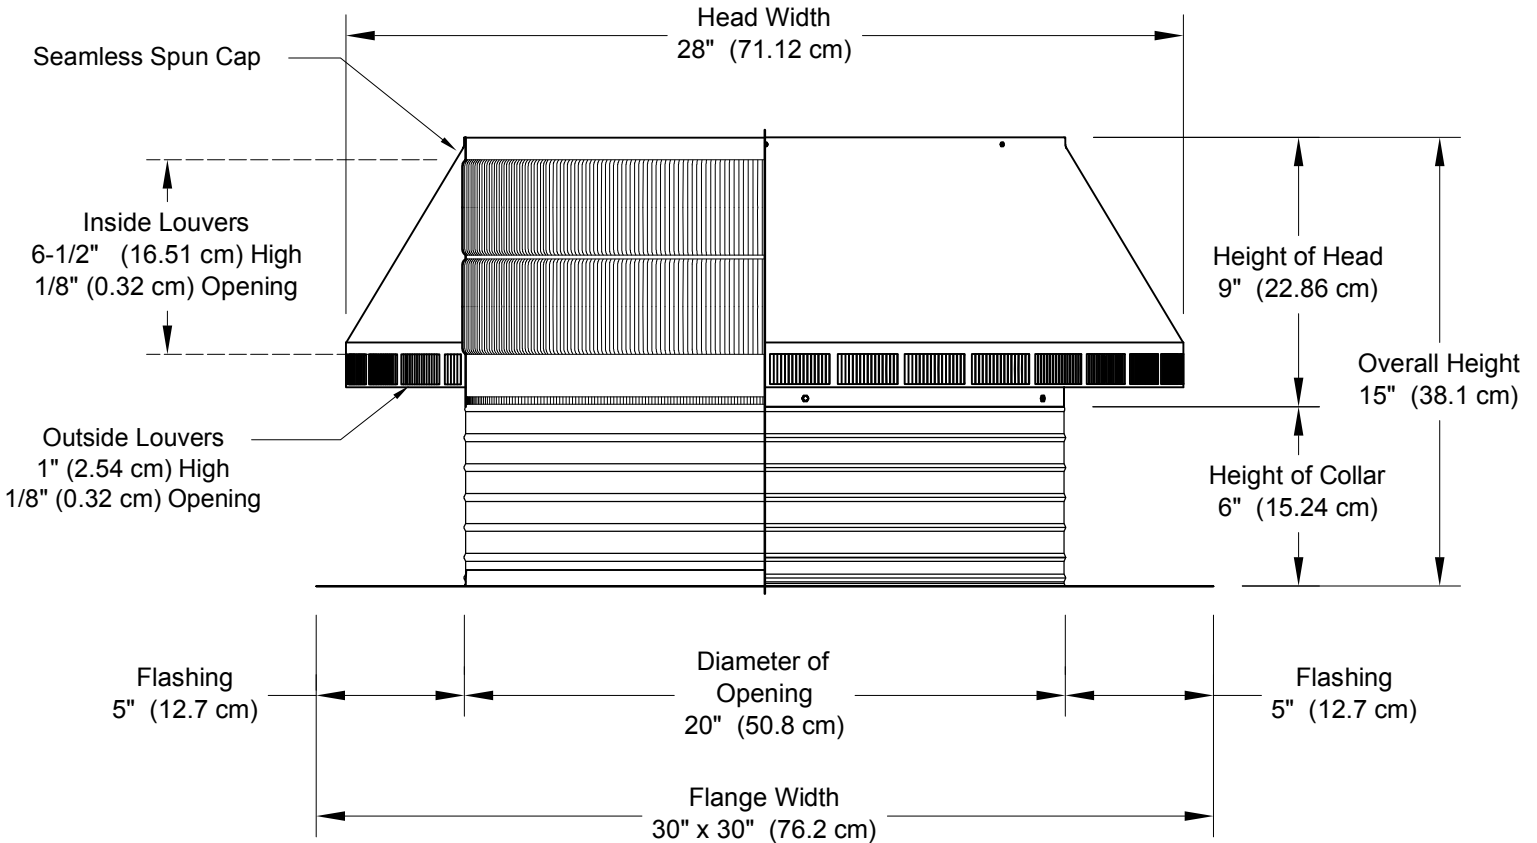 Head Width
28" (71.12 cm)
Seamless Spun Cap
Inside Louvers
6-1/2" (16.51 cm) High
1/8" (0.32 cm) Opening
Height of Head
9" (22.86 cm)
Overall Height
15" (38.1 cm)
Outside Louvers
1" (2.54 cm) High
1/8" (0.32 cm) Opening
Height of Collar
6" (15.24 cm)
Flashing
5" (12.7 cm)
Diameter of
Opening
20" (50.8 cm)
Flashing
5" (12.7 cm)
Flange Width
30" x 30" (76.2 cm)